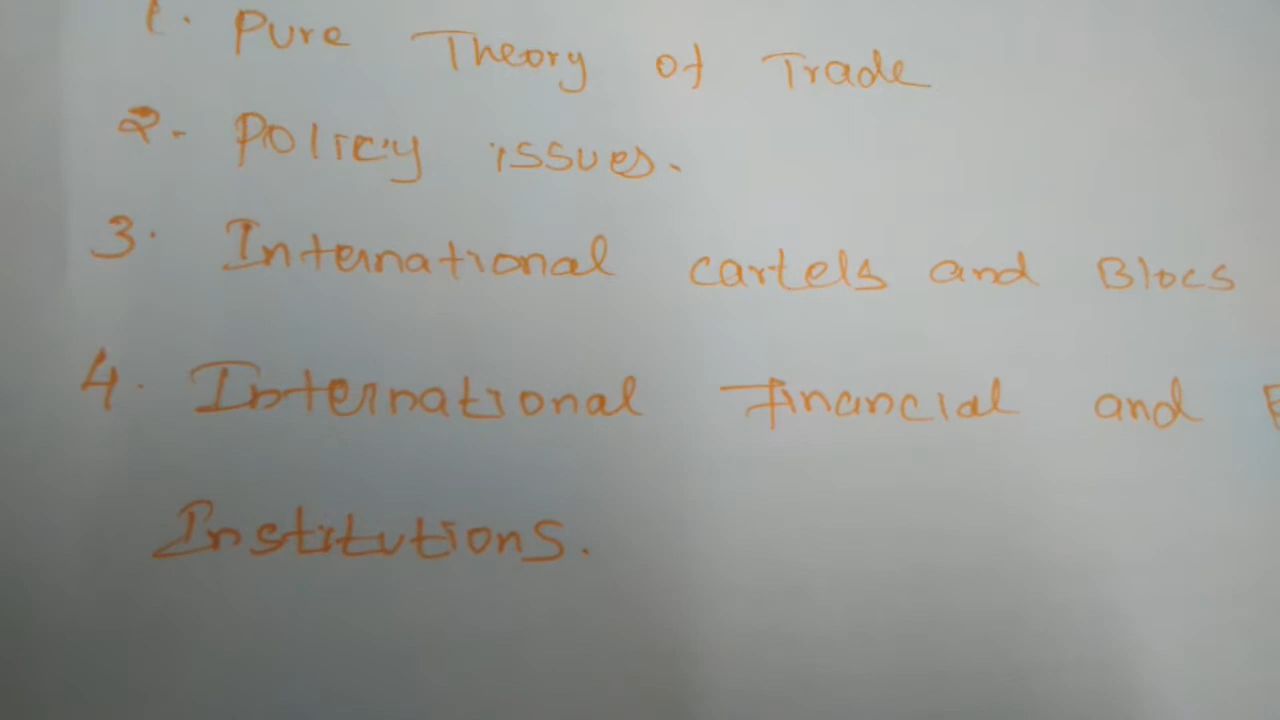 1. Pure Theory of Trade
2. Policy issues.
3. International cartels and Blocs
4. International Financial and
Institutions.